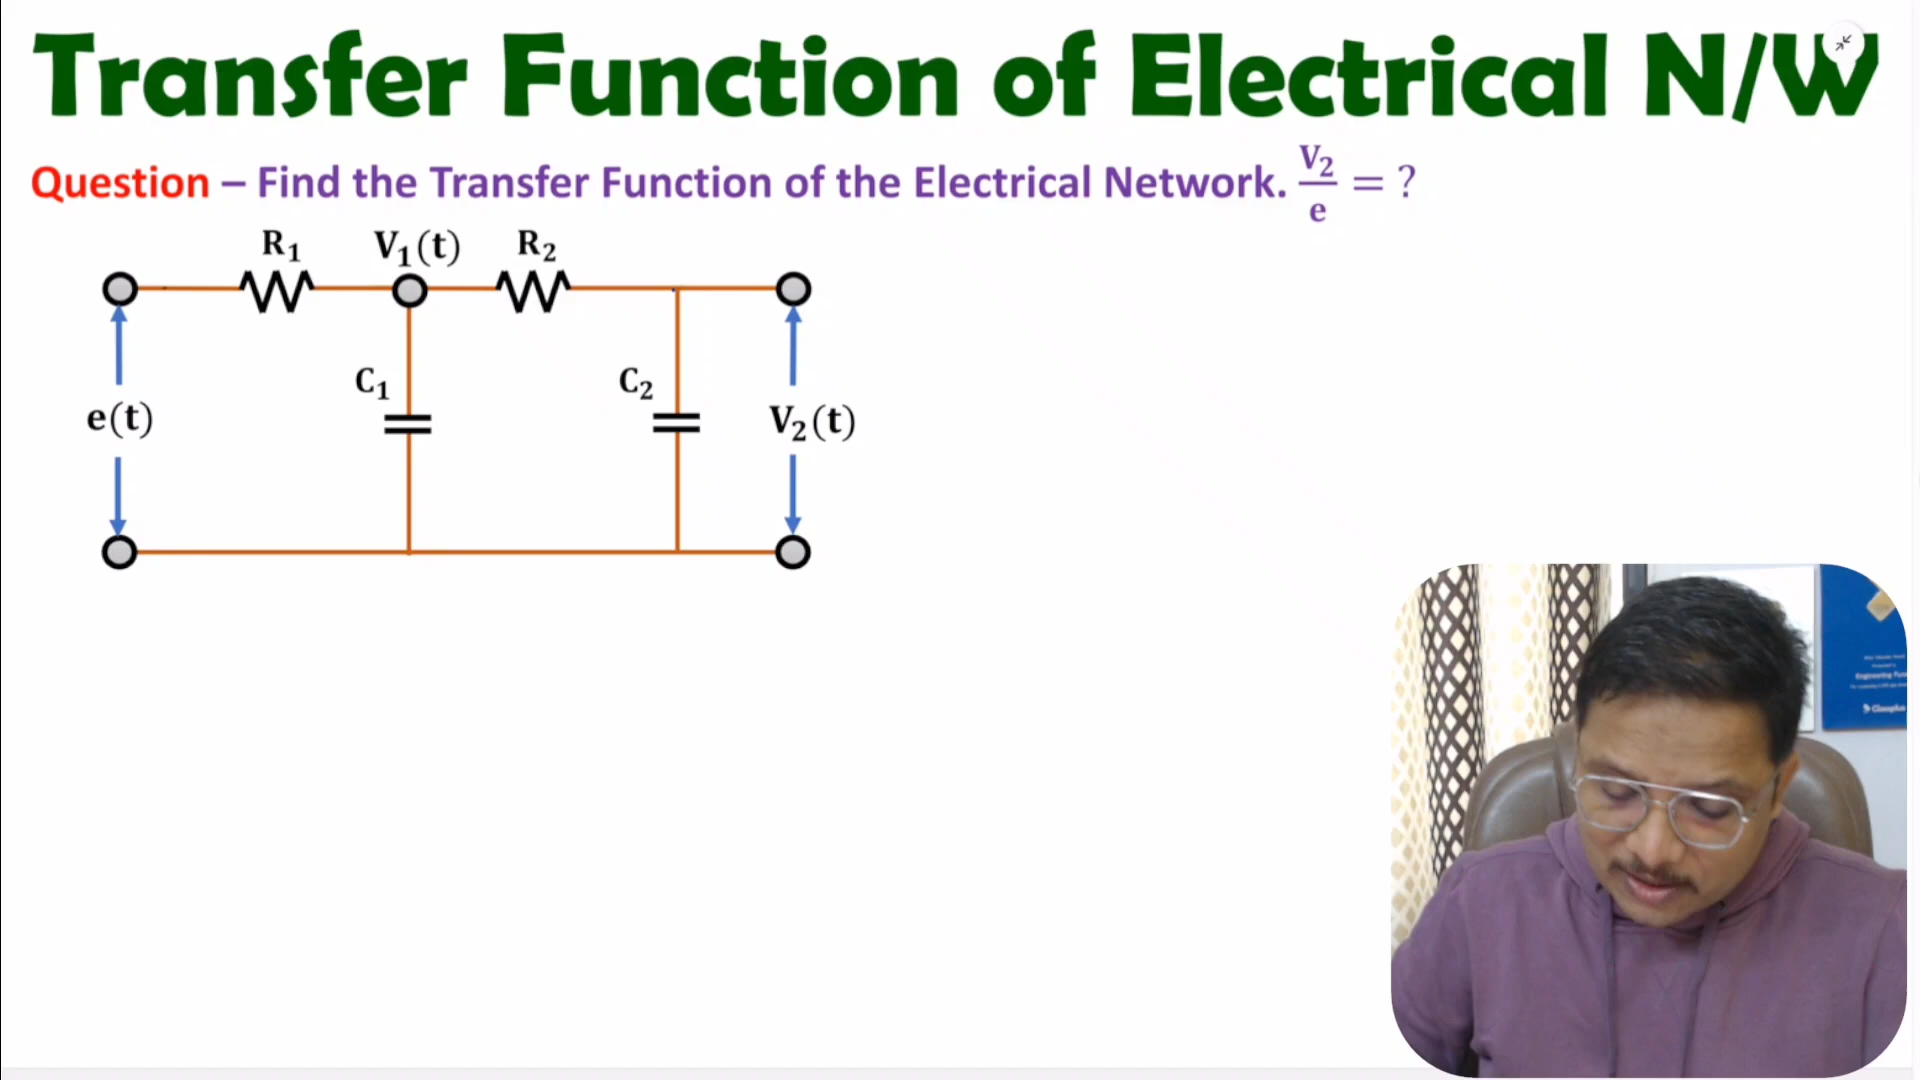 Transfer Function of Electrical N/W
Question – Find the Transfer Function of the Electrical Network. V₂/e = ?
R₁ V₁(t) R₂
C₁ C₂
e(t) V₂(t)
Classplus